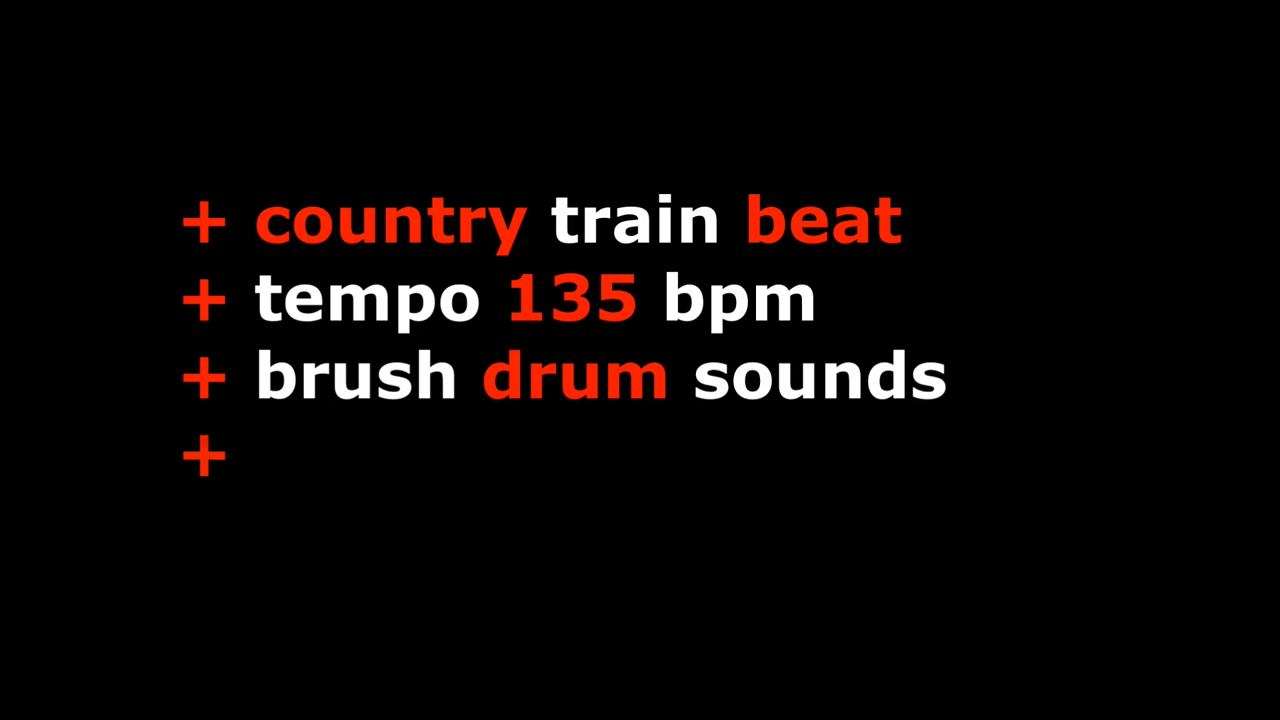 + country train beat
+ tempo 135 bpm
+ brush drum sounds
+